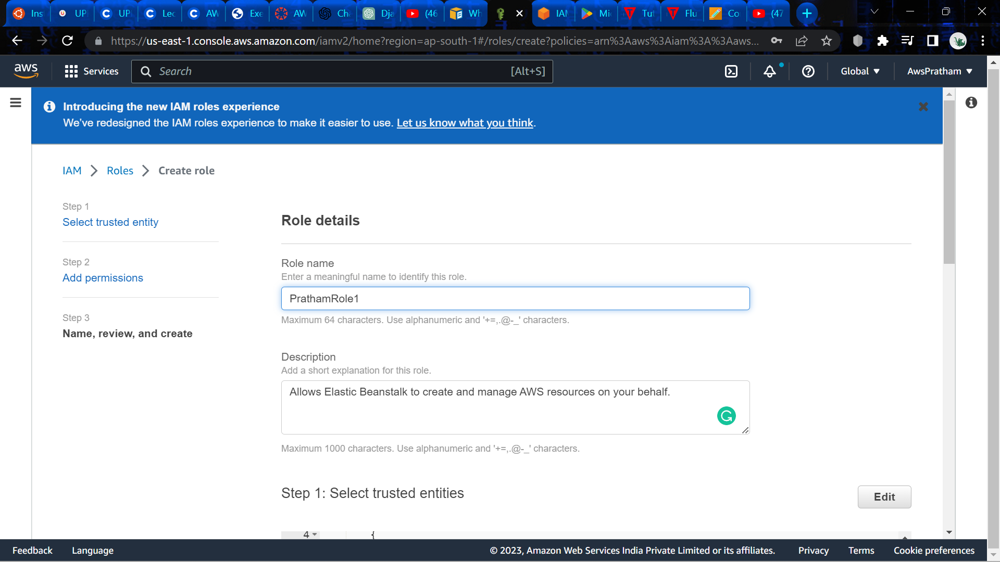 Ins
UP
UP
Lec
AW
Exe
AW
Ch
Dja
(46
Wh
IAM
Mi
Tut
Flu
Co
(47
https://us-east-1.console.aws.amazon.com/iamv2/home?region=ap-south-1#/roles/create?policies=arn%3Aaws%3Aiam%3A%3Aaws...
aws
Services
Search
[Alt+S]
Global
AwsPratham
Introducing the new IAM roles experience
We've redesigned the IAM roles experience to make it easier to use. Let us know what you think.
IAM
Roles
Create role
Step 1
Select trusted entity
Step 2
Add permissions
Step 3
Name, review, and create
Role details
Role name
Enter a meaningful name to identify this role.
PrathamRole1
Maximum 64 characters. Use alphanumeric and '+=,.@-_' characters.
Description
Add a short explanation for this role.
Allows Elastic Beanstalk to create and manage AWS resources on your behalf.
Maximum 1000 characters. Use alphanumeric and '+=,.@-_' characters.
Step 1: Select trusted entities
Edit
4 {
Feedback
Language
© 2023, Amazon Web Services India Private Limited or its affiliates.
Privacy
Terms
Cookie preferences